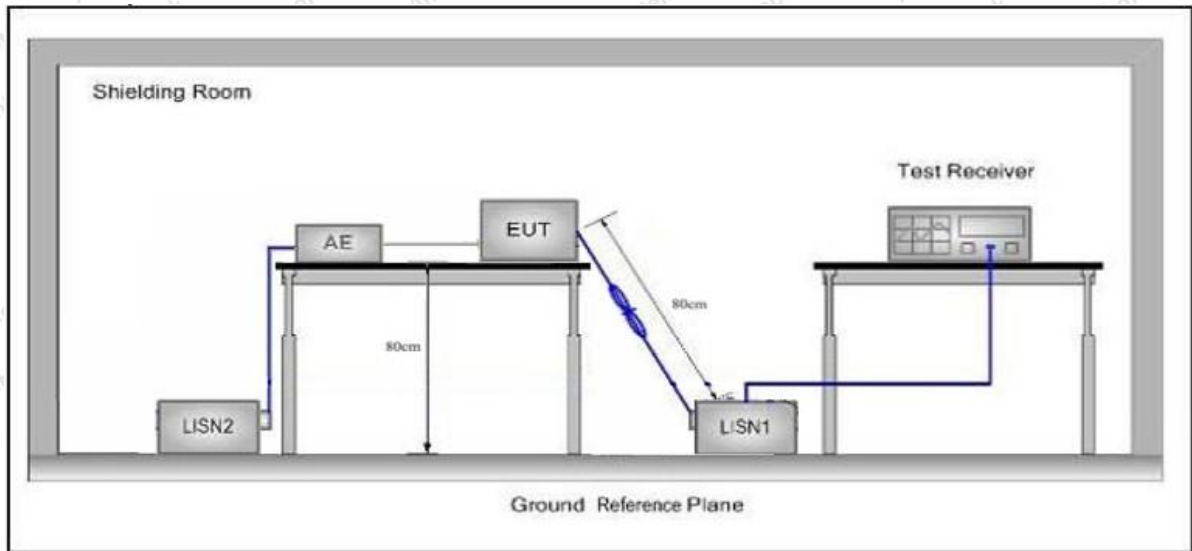 Shielding Room
Test Receiver
AE
EUT
80cm
80cm
LISN2
LISN1
Ground Reference Plane